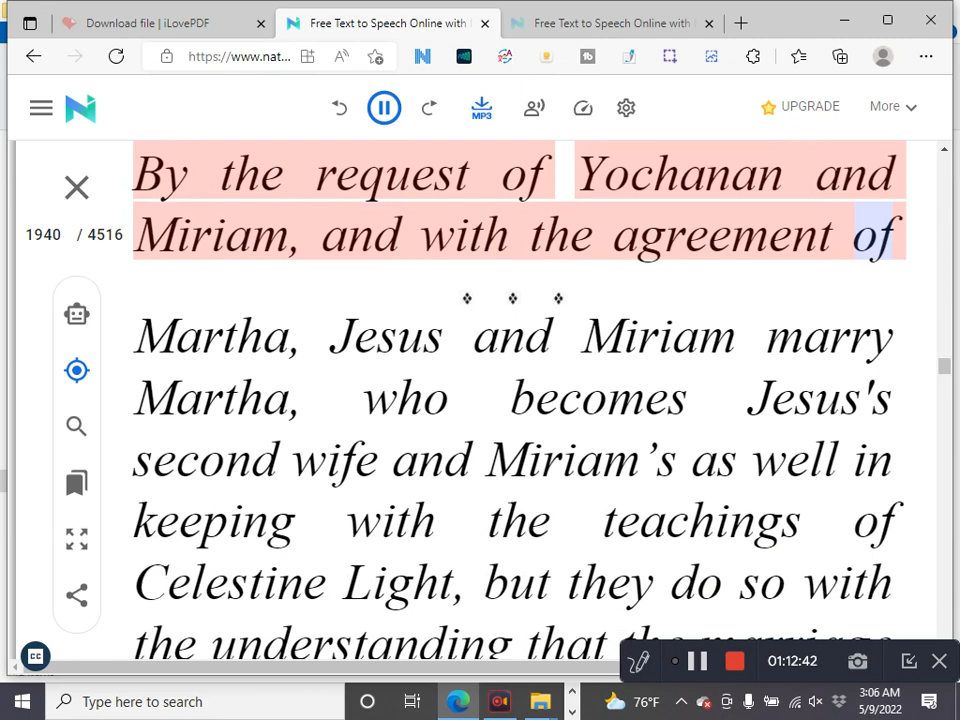 Download file | iLovePDF
Free Text to Speech Online with
Free Text to Speech Online with
https://www.nat...
MP3
UPGRADE
More
1940 / 4516
By the request of Yochanan and
Miriam, and with the agreement of
Martha, Jesus and Miriam marry
Martha, who becomes Jesus's
second wife and Miriam’s as well in
keeping with the teachings of
Celestine Light, but they do so with
the understanding that the marriage
CC
01:12:42
Type here to search
76°F
3:06 AM
5/9/2022